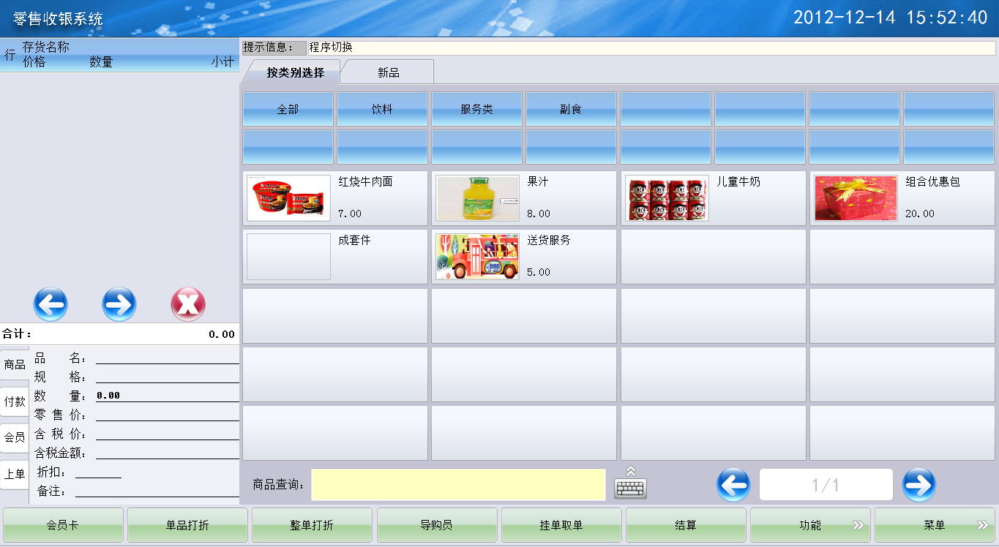 零售收银系统
2012-12-14 15:52:40
行 存货名称
价格 数量 小计
提示信息： 程序切换
按类别选择 新品
全部 饮料 服务类 副食
红烧牛肉面
7.00
果汁
8.00
儿童牛奶
组合优惠包
20.00
成套件
送货服务
5.00
合计： 0.00
商品
付款
会员
上单
品 名：
规 格：
数 量： 0.00
零 售 价：
含 税 价：
含税金额：
折扣：
备注：
商品查询：
1/1
会员卡 单品打折 整单打折 导购员 挂单取单 结算 功能 菜单